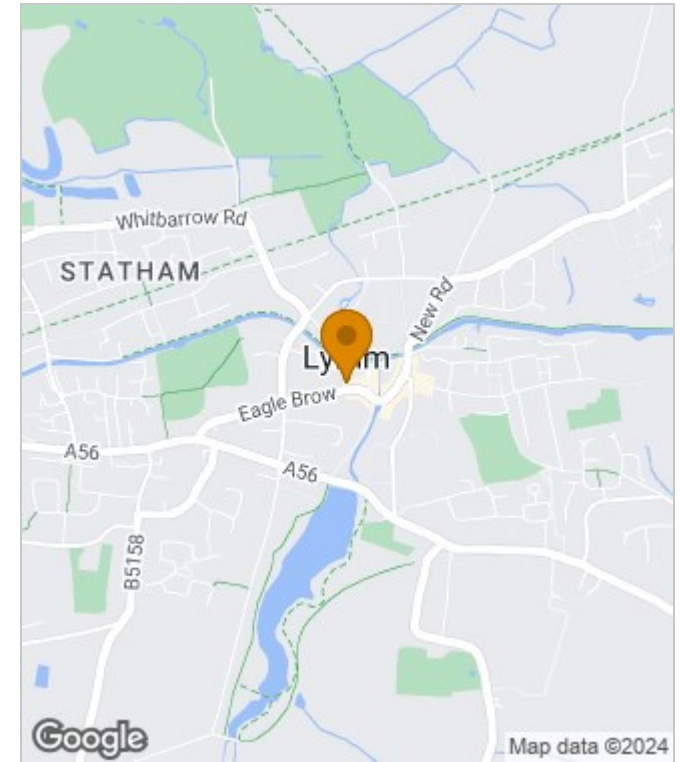 Whitbarrow Rd
STATHAM
New Rd
Eagle Brow
A56
A56
B5158
Google
Map data ©2024